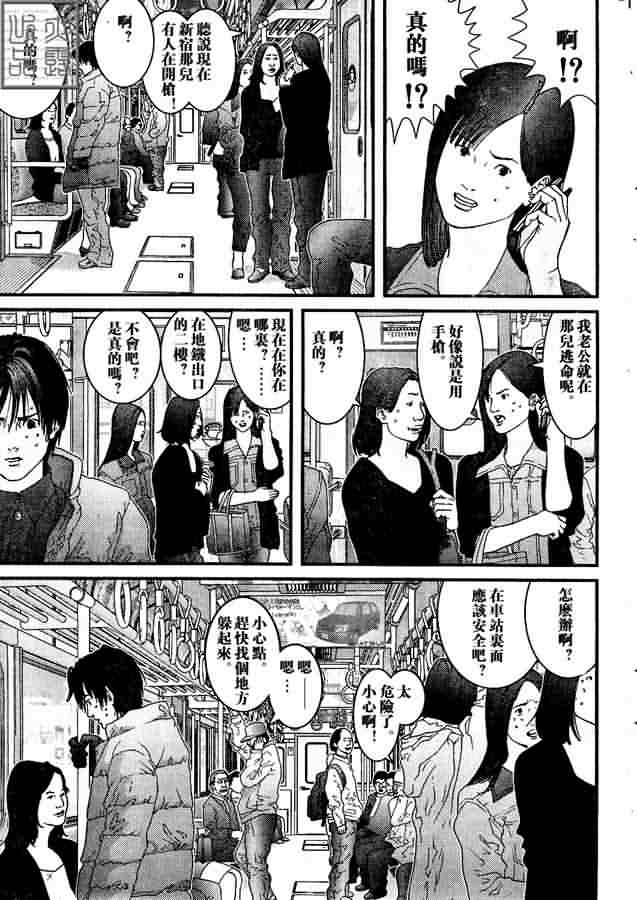 啊!?
真的嗎!?
聽說現在
新宿那兒
有人在開槍!
啊?
真的嗎?
我老公就在
那兒逃命呢。
好像說是用
手槍。
啊?
真的?
現在在你在
哪裏?……
嗯…
在地鐵出口
的二樓?
不會吧?
是真的嗎?
怎麼辦啊?
在車站裏面
應該安全吧?
太
危險了。
小心啊!
嗯——
嗯…
小心點。
趕快找個地方
躲起來。